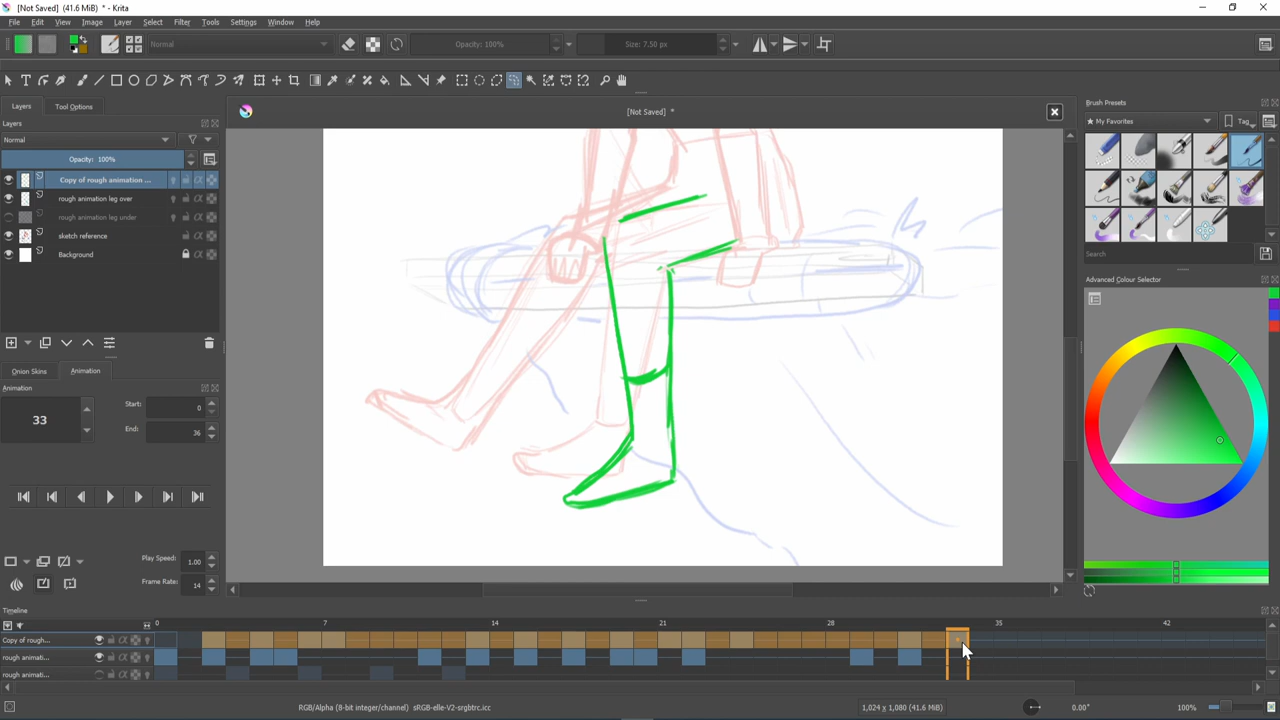 [Not Saved] (41.6 MiB) * - Krita
File Edit View Image Layer Select Filter Tools Settings Window Help
Normal
Opacity: 100%
Size: 7.50 px
Layers Tool Options
[Not Saved] *
Brush Presets
Layers
★ My Favorites
Tag
Normal
Opacity: 100%
Copy of rough animation ...
rough animation leg over
rough animation leg under
sketch reference
Background
Search
Advanced Colour Selector
Onion Skins Animation
Animation
33
Start: 0
End: 36
Play Speed: 1.00
Frame Rate: 14
Timeline
0 7 14 21 28 35 42
Copy of rough...
rough animati...
rough animati...
RGB/Alpha (8-bit integer/channel) sRGB-elle-V2-srgbtrc.icc
1,024 x 1,080 (41.6 MiB)
0.00°
100%